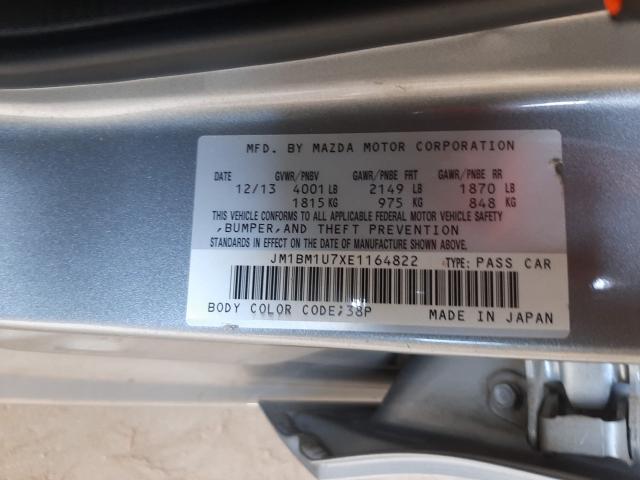 MFD. BY MAZDA MOTOR CORPORATION
DATE GVWR/PNBV GAWR/PNBE FRT GAWR/PNBE RR
12/13 4001 LB 2149 LB 1870 LB
1815 KG 975 KG 848 KG
THIS VEHICLE CONFORMS TO ALL APPLICABLE FEDERAL MOTOR VEHICLE SAFETY
,BUMPER,AND THEFT PREVENTION
STANDARDS IN EFFECT ON THE DATE OF MANUFACTURE SHOWN ABOVE.
JM1BM1U7XE1164822 TYPE: PASS CAR
BODY COLOR CODE;38P MADE IN JAPAN